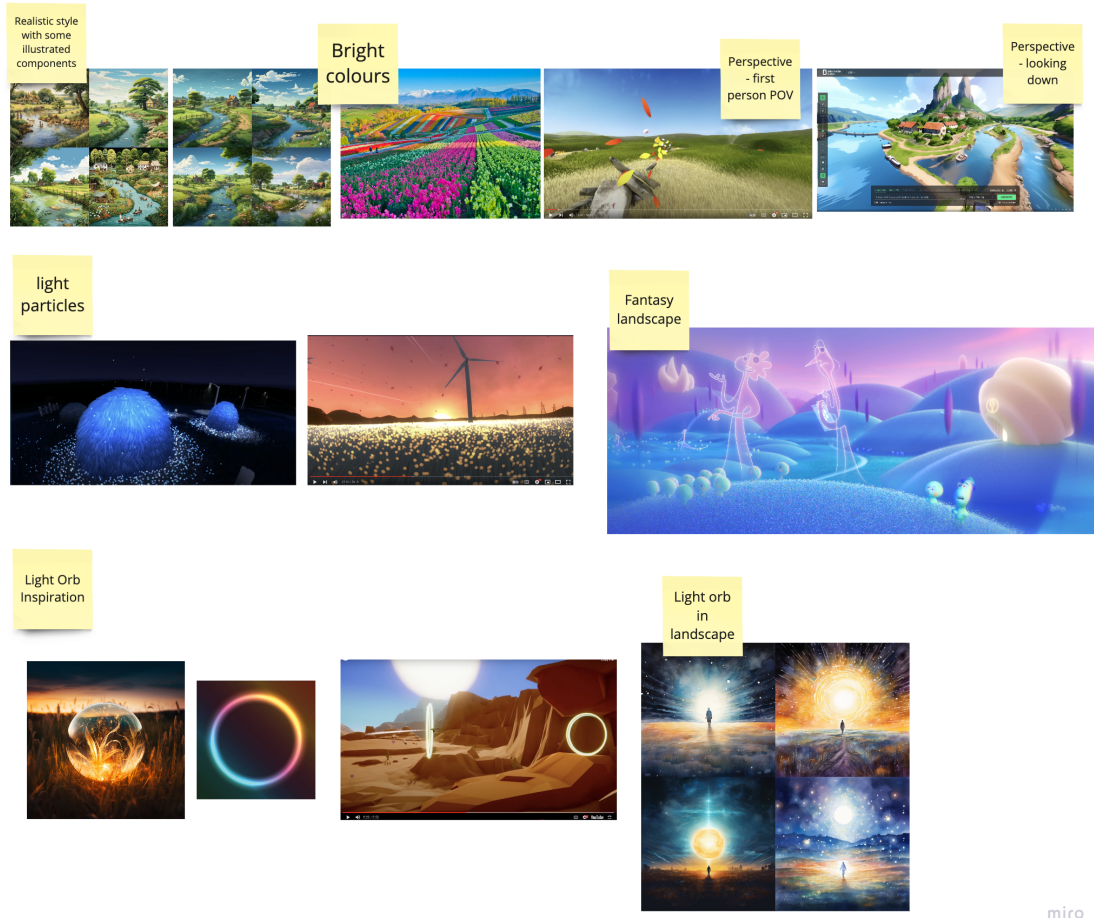 Realistic style
with some
illustrated
components
Bright
colours
Perspective
- first
person POV
Perspective
- looking
down
light
particles
Fantasy
landscape
Light Orb
Inspiration
Light orb
in
landscape
YouTube
miro